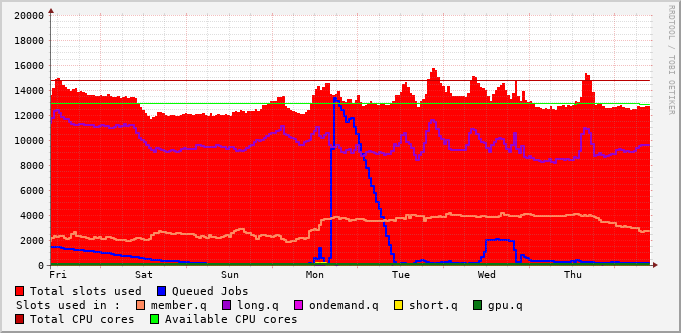 20000
18000
16000
14000
12000
10000
8000
6000
4000
2000
0
Fri Sat Sun Mon Tue Wed Thu
RRDTOOL / TOBI OETIKER
Total slots used Queued Jobs
Slots used in : member.q long.q ondemand.q short.q gpu.q
Total CPU cores Available CPU cores